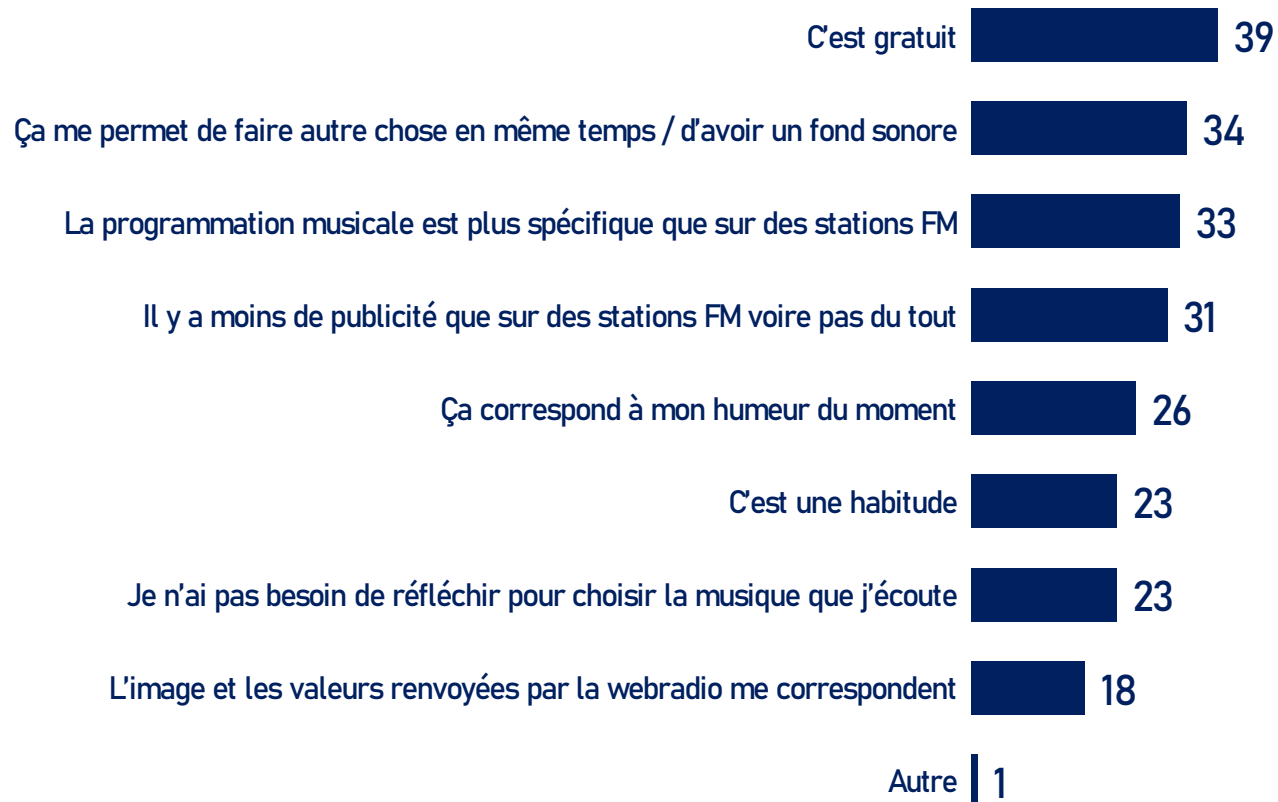 C'est gratuit 39
Ça me permet de faire autre chose en même temps / d'avoir un fond sonore 34
La programmation musicale est plus spécifique que sur des stations FM 33
Il y a moins de publicité que sur des stations FM voire pas du tout 31
Ça correspond à mon humeur du moment 26
C'est une habitude 23
Je n'ai pas besoin de réfléchir pour choisir la musique que j'écoute 23
L'image et les valeurs renvoyées par la webradio me correspondent 18
Autre 1